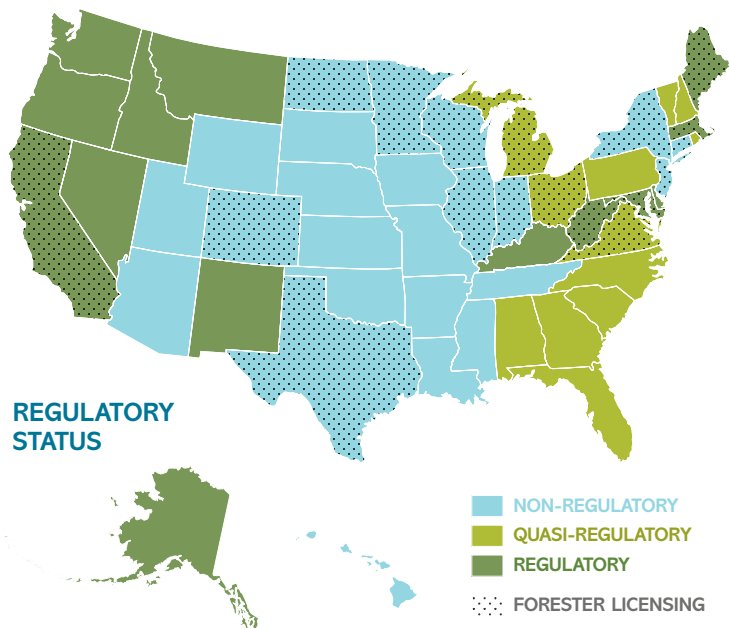 REGULATORY
STATUS
NON-REGULATORY
QUASI-REGULATORY
REGULATORY
FORESTER LICENSING